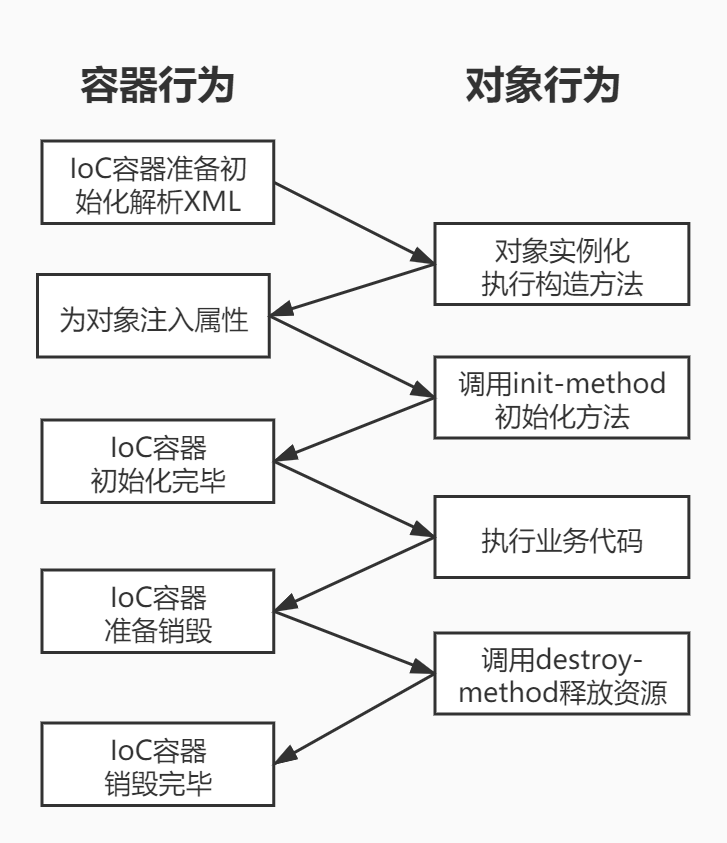 容器行为
对象行为
IoC容器准备初
始化解析XML
对象实例化
执行构造方法
为对象注入属性
调用init-method
初始化方法
IoC容器
初始化完毕
执行业务代码
IoC容器
准备销毁
调用destroy-
method释放资源
IoC容器
销毁完毕